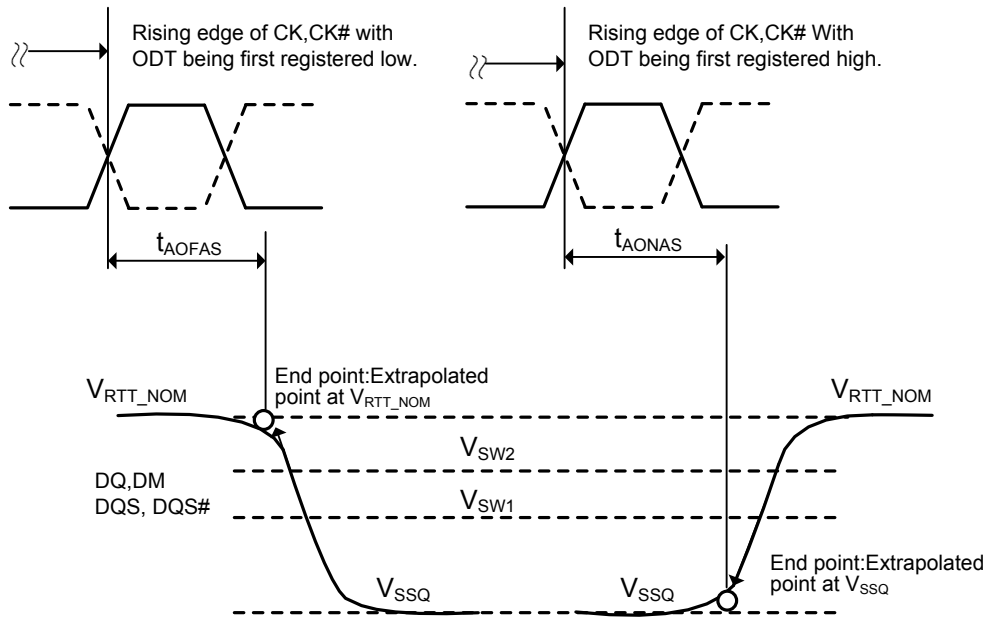 Rising edge of CK,CK# with
ODT being first registered low.
Rising edge of CK,CK# With
ODT being first registered high.
tAOFAS
tAONAS
End point:Extrapolated
point at VRTT_NOM
VRTT_NOM
VRTT_NOM
VSW2
DQ,DM
DQS, DQS#
VSW1
End point:Extrapolated
point at VSSQ
VSSQ
VSSQ